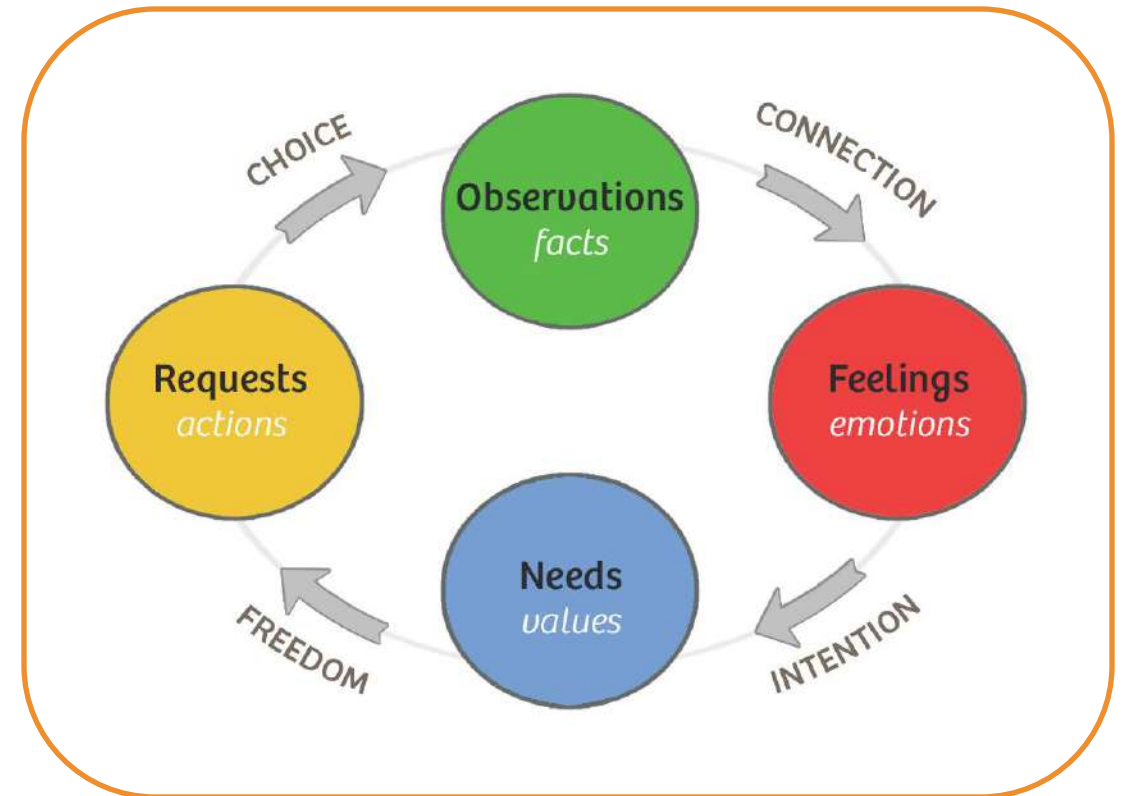 CHOICE
CONNECTION
Observations
facts
Requests
actions
Feelings
emotions
Needs
values
FREEDOM
INTENTION